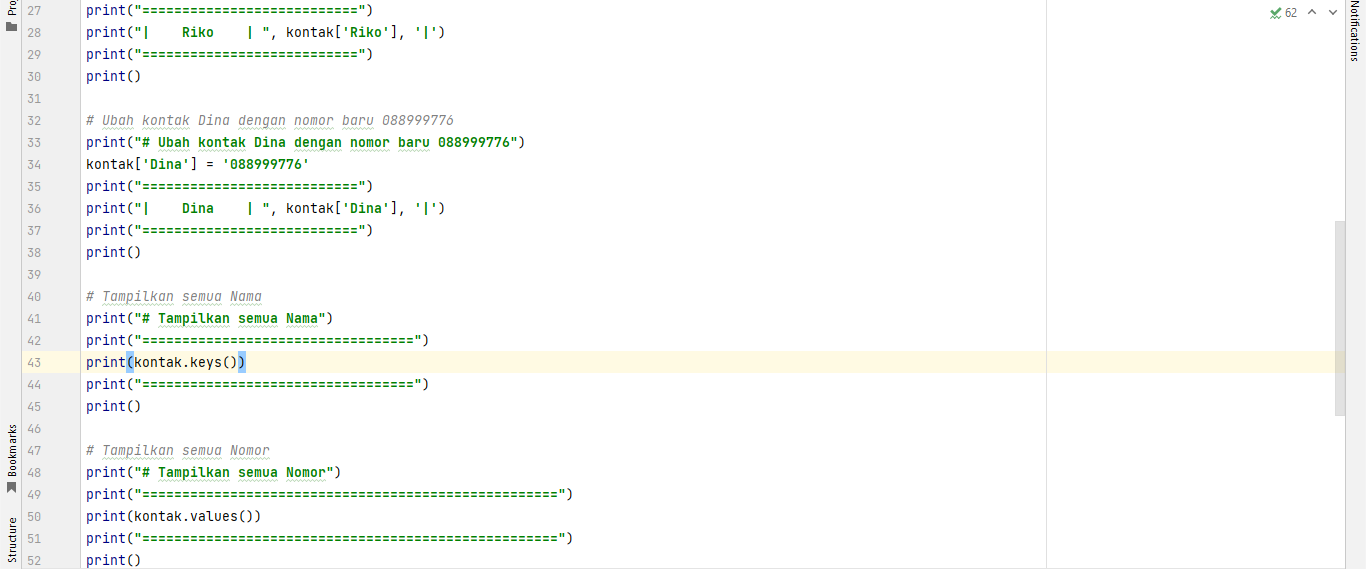 27 print("===========================")
28 print("|    Riko    | ", kontak['Riko'], '|')
29 print("===========================")
30 print()
31
32 # Ubah kontak Dina dengan nomor baru 088999776
33 print("# Ubah kontak Dina dengan nomor baru 088999776")
34 kontak['Dina'] = '088999776'
35 print("===========================")
36 print("|    Dina    | ", kontak['Dina'], '|')
37 print("===========================")
38 print()
39
40 # Tampilkan semua Nama
41 print("# Tampilkan semua Nama")
42 print("==================================")
43 print(kontak.keys())
44 print("==================================")
45 print()
46
47 # Tampilkan semua Nomor
48 print("# Tampilkan semua Nomor")
49 print("====================================================")
50 print(kontak.values())
51 print("====================================================")
52 print()
62
Notifications
Bookmarks
Structure